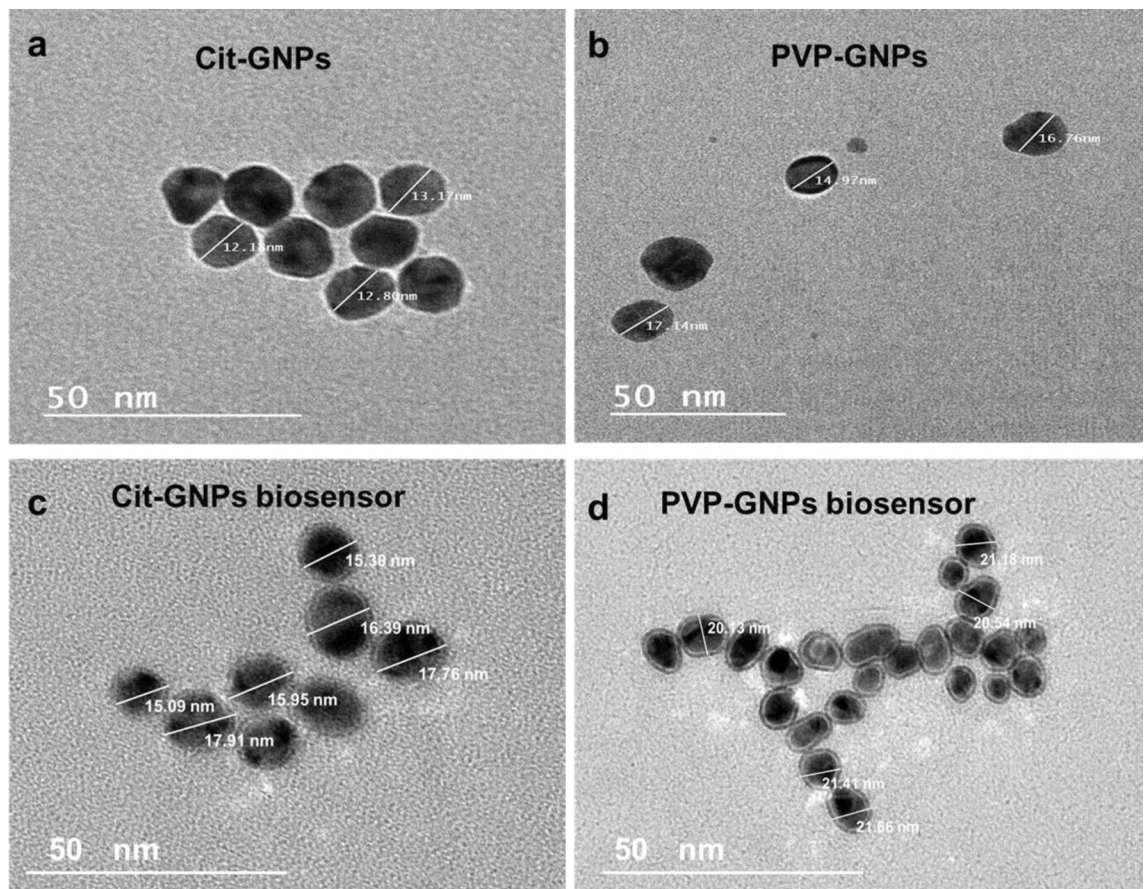 a
Cit-GNPs
13.17nm
12.18nm
12.80nm
50 nm
b
PVP-GNPs
16.76nm
14.97nm
17.14nm
50 nm
c
Cit-GNPs biosensor
15.30 nm
16.39 nm
17.76 nm
15.09 nm
15.95 nm
17.91 nm
50 nm
d
PVP-GNPs biosensor
21.18 nm
20.54 nm
20.13 nm
21.41 nm
21.66 nm
50 nm